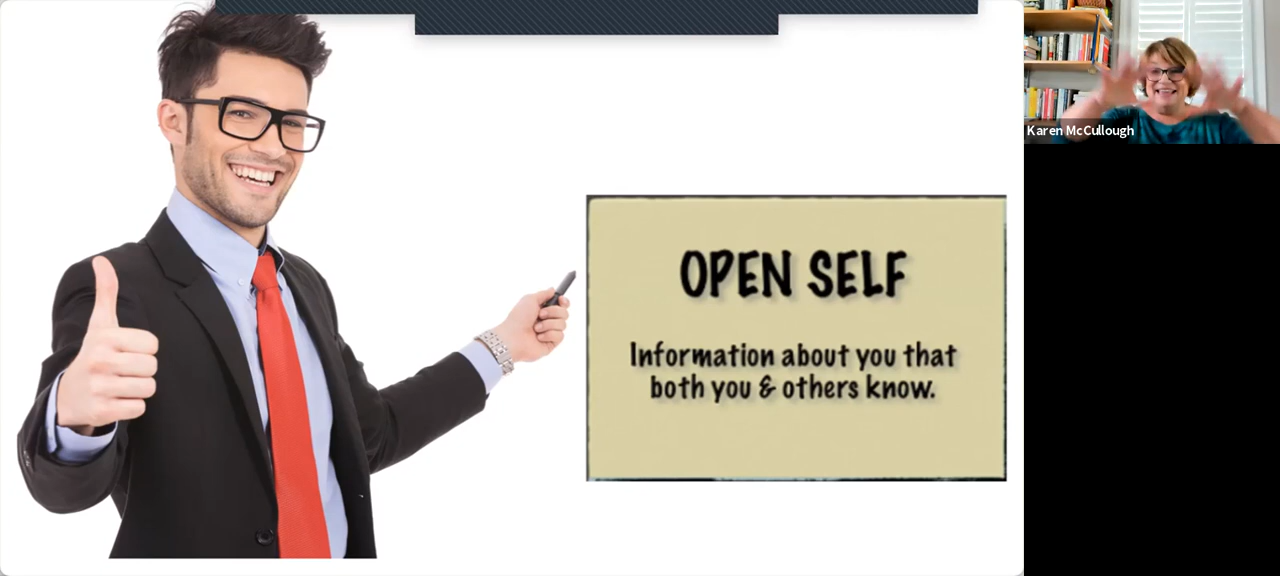 OPEN SELF
Information about you that
both you & others know.
Karen McCullough